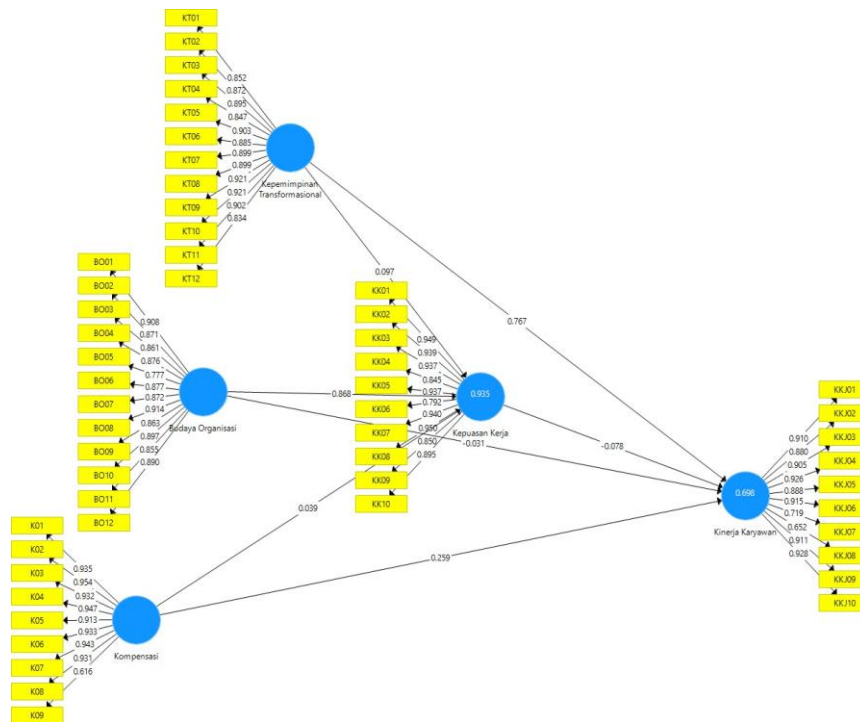 KT01
KT02
KT03
KT04
KT05
KT06
KT07
KT08
KT09
KT10
KT11
KT12
0.852
0.872
0.895
0.847
0.903
0.885
0.899
0.899
0.921
0.921
0.902
0.834
Kepemimpinan
Transformasional
0.097
0.767
BO01
BO02
BO03
BO04
BO05
BO06
BO07
BO08
BO09
BO10
BO11
BO12
0.908
0.871
0.861
0.876
0.777
0.877
0.872
0.914
0.863
0.897
0.855
0.890
Budaya Organisasi
0.868
-0.031
KK01
KK02
KK03
KK04
KK05
KK06
KK07
KK08
KK09
KK10
0.949
0.939
0.937
0.845
0.937
0.792
0.940
0.950
0.850
0.895
0.935
Kepuasan Kerja
-0.078
K01
K02
K03
K04
K05
K06
K07
K08
K09
0.935
0.954
0.932
0.947
0.913
0.933
0.943
0.931
0.616
Kompensasi
0.039
0.259
KKJ01
KKJ02
KKJ03
KKJ04
KKJ05
KKJ06
KKJ07
KKJ08
KKJ09
KKJ10
0.910
0.880
0.905
0.926
0.888
0.915
0.719
0.652
0.911
0.928
0.698
Kinerja Karyawan